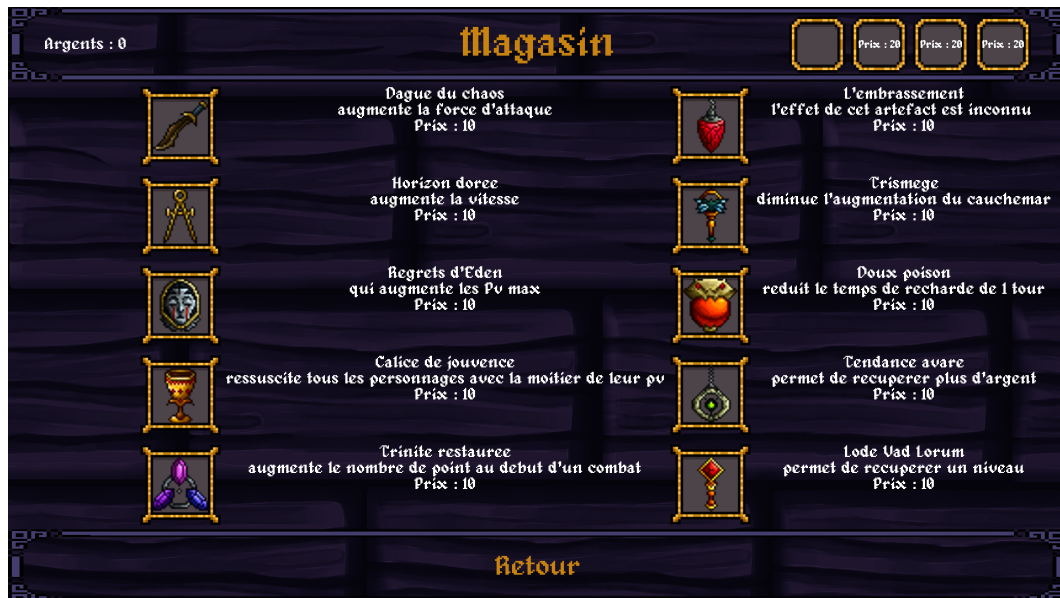 Argents : 0
Magasin
Prix : 20
Prix : 20
Prix : 20
Dague du chaos
augmente la force d'attaque
Prix : 10
L'embrassement
l'effet de cet artefact est inconnu
Prix : 10
Horizon doree
augmente la vitesse
Prix : 10
Trismege
diminue l'augmentation du cauchemar
Prix : 10
Regrets d'Eden
qui augmente les Pv max
Prix : 10
Doux poison
reduit le temps de recharde de 1 tour
Prix : 10
Calice de jouvence
ressuscite tous les personnages avec la moitier de leur pv
Prix : 10
Tendance avare
permet de recuperer plus d'argent
Prix : 10
Trinite restauree
augmente le nombre de point au debut d'un combat
Prix : 10
Lode Vad Lorum
permet de recuperer un niveau
Prix : 10
Retour